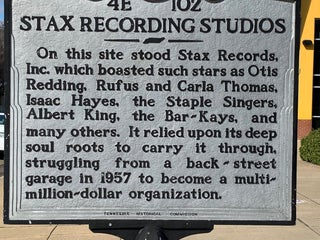 4E 102
STAX RECORDING STUDIOS
On this site stood Stax Records,
Inc. which boasted such stars as Otis
Redding, Rufus and Carla Thomas,
Isaac Hayes, the Staple Singers,
Albert King, the Bar-Kays, and
many others. It relied upon its deep
soul roots to carry it through,
struggling from a back-street
garage in 1957 to become a multi-
million-dollar organization.
TENNESSEE HISTORICAL COMMISSION